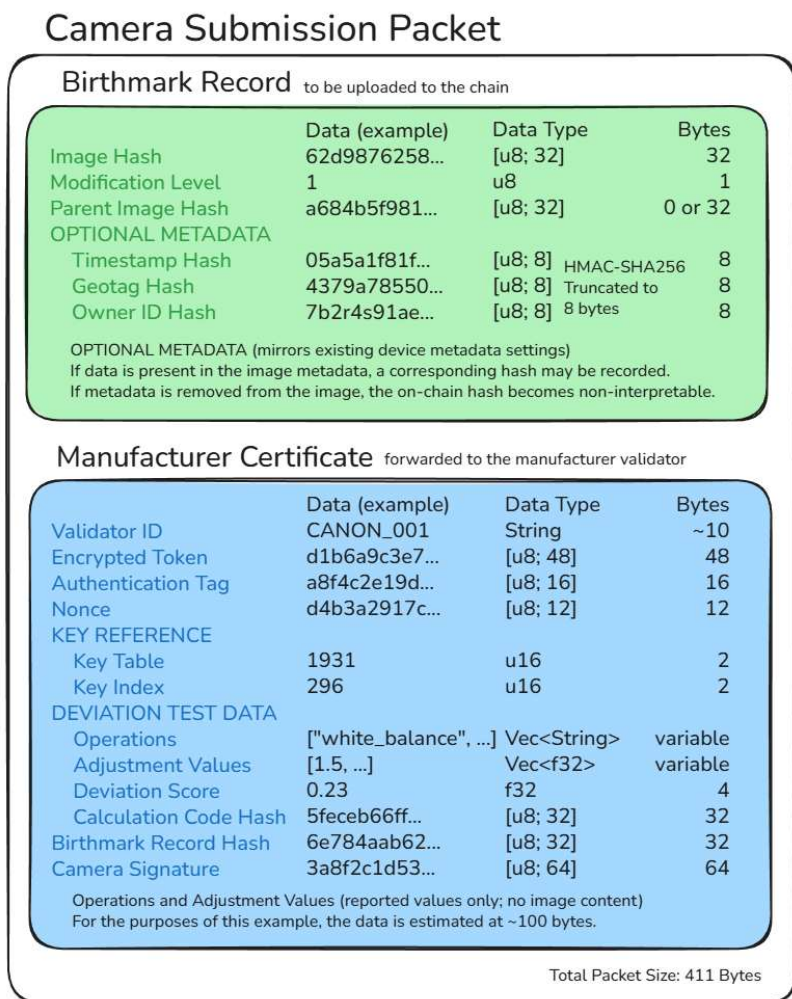 Camera Submission Packet
Birthmark Record to be uploaded to the chain
Data (example) Data Type Bytes
Image Hash 62d9876258... [u8; 32] 32
Modification Level 1 u8 1
Parent Image Hash a684b5f981... [u8; 32] 0 or 32
OPTIONAL METADATA
Timestamp Hash 05a5a1f81f... [u8; 8] HMAC-SHA256 8
Geotag Hash 4379a78550... [u8; 8] Truncated to 8
Owner ID Hash 7b2r4s91ae... [u8; 8] 8 bytes 8
OPTIONAL METADATA (mirrors existing device metadata settings)
If data is present in the image metadata, a corresponding hash may be recorded.
If metadata is removed from the image, the on-chain hash becomes non-interpretable.
Manufacturer Certificate forwarded to the manufacturer validator
Data (example) Data Type Bytes
Validator ID CANON_001 String ~10
Encrypted Token d1b6a9c3e7... [u8; 48] 48
Authentication Tag a8f4c2e19d... [u8; 16] 16
Nonce d4b3a2917c... [u8; 12] 12
KEY REFERENCE
Key Table 1931 u16 2
Key Index 296 u16 2
DEVIATION TEST DATA
Operations ["white_balance", ...] Vec<String> variable
Adjustment Values [1.5, ...] Vec<f32> variable
Deviation Score 0.23 f32 4
Calculation Code Hash 5feceb66ff... [u8; 32] 32
Birthmark Record Hash 6e784aab62... [u8; 32] 32
Camera Signature 3a8f2c1d53... [u8; 64] 64
Operations and Adjustment Values (reported values only; no image content)
For the purposes of this example, the data is estimated at ~100 bytes.
Total Packet Size: 411 Bytes